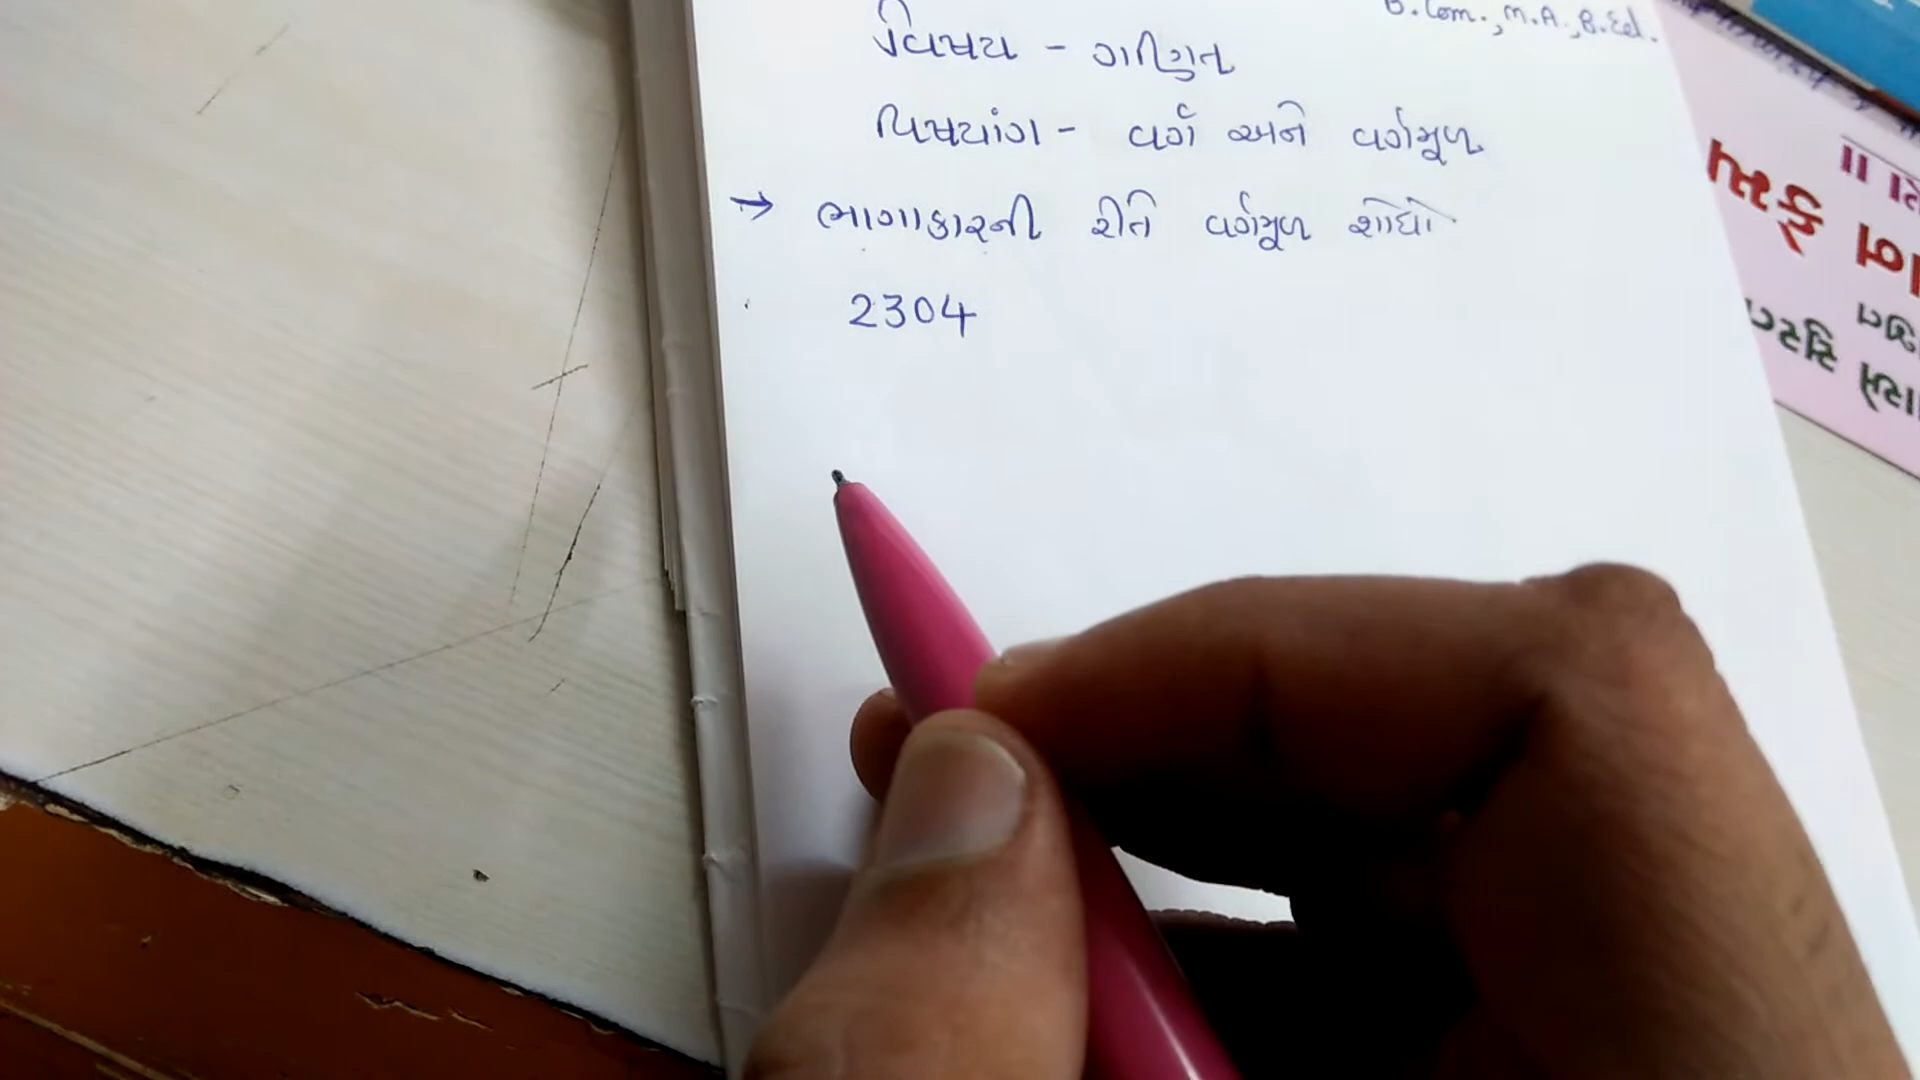 B.Com., M.A., B.Ed.
વિષય - ગણિત
વિષયાંગ - વર્ગ અને વર્ગમૂળ
→ ભાગાકારની રીતે વર્ગમૂળ શોધો
2304